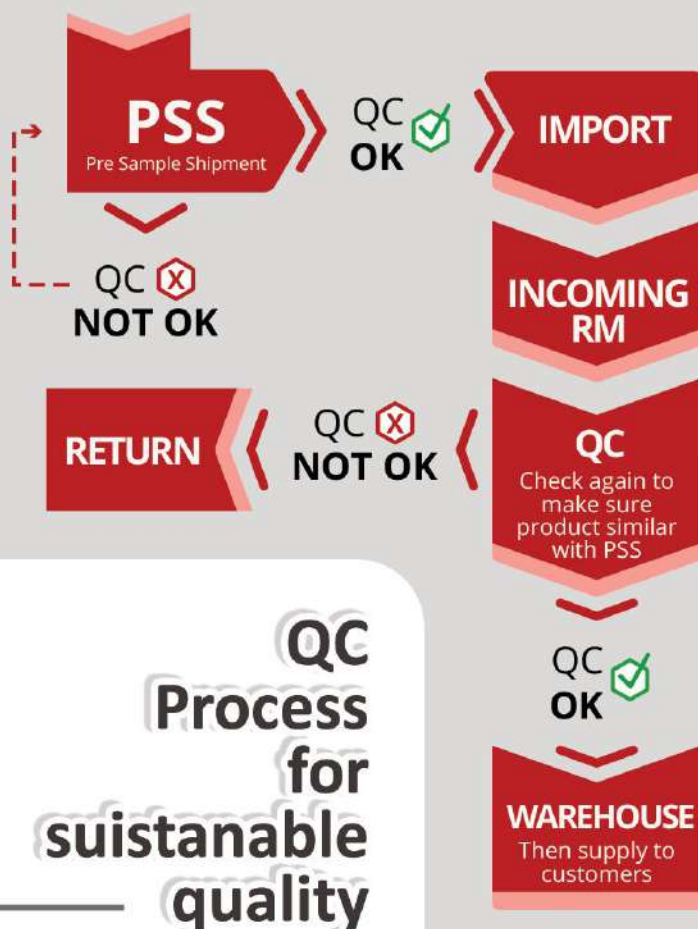 PSS
Pre Sample Shipment
QC
OK
IMPORT
QC X
NOT OK
INCOMING
RM
RETURN
QC X
NOT OK
QC
Check again to
make sure
product similar
with PSS
QC
OK
WAREHOUSE
Then supply to
customers
QC
Process
for
suistanable
quality